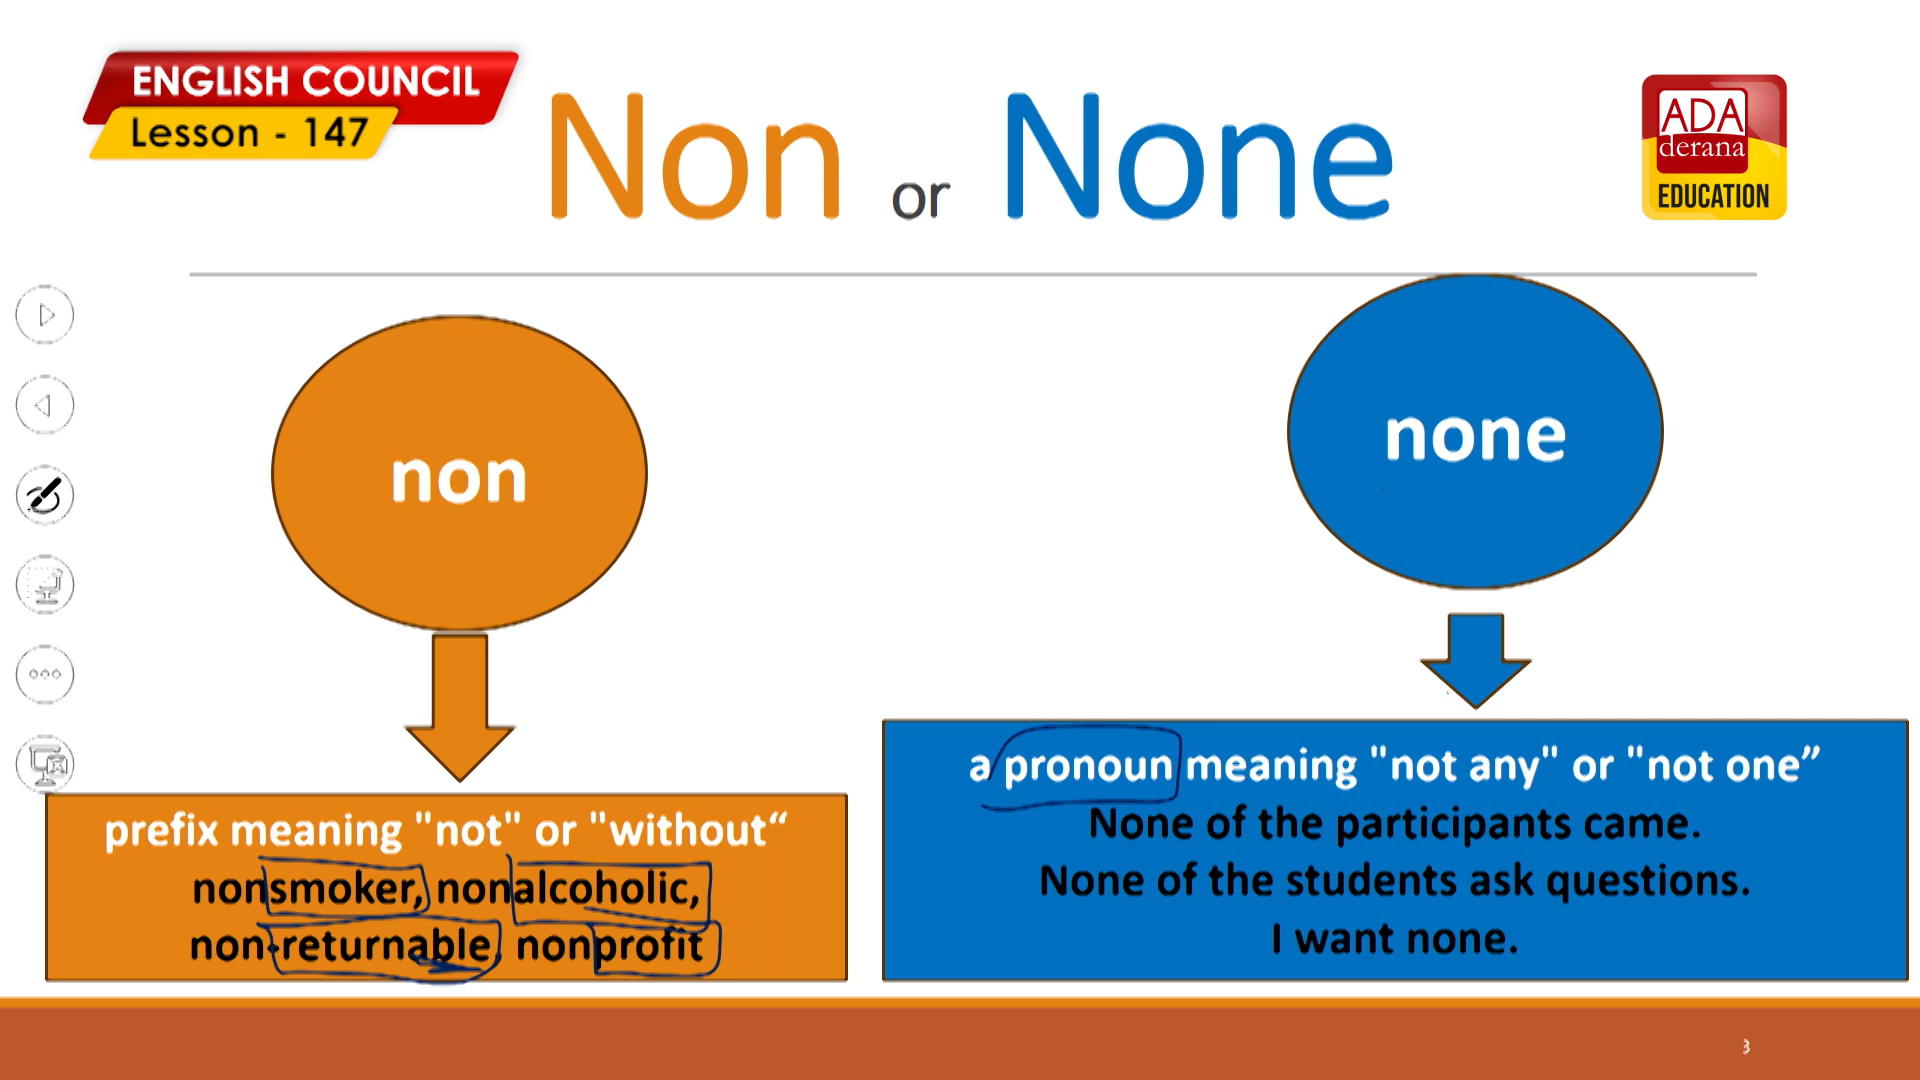 ENGLISH COUNCIL
Lesson - 147
Non or None
ADA
derana
EDUCATION
non
none
prefix meaning "not" or "without“
nonsmoker, nonalcoholic,
non-returnable, nonprofit
a pronoun meaning "not any" or "not one”
None of the participants came.
None of the students ask questions.
I want none.
3